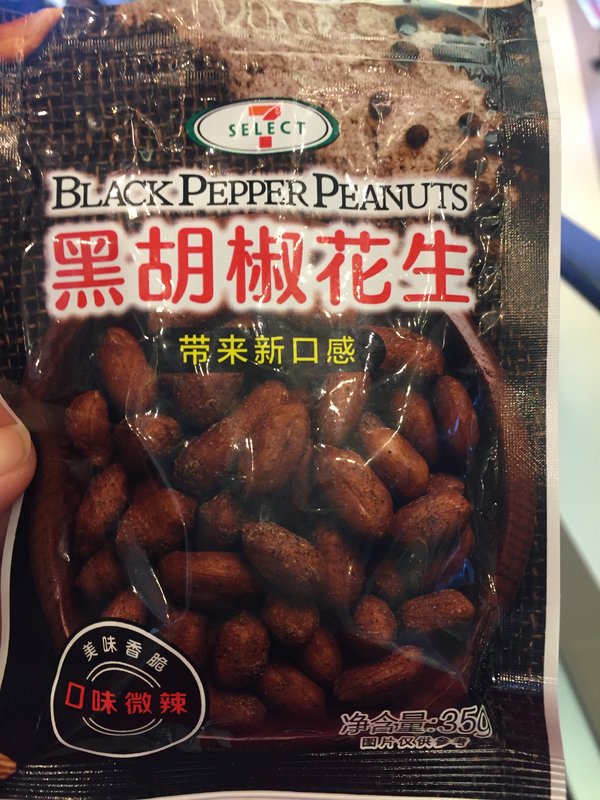 7
SELECT
BLACK PEPPER PEANUTS
黑胡椒花生
带来新口感
美味香脆
口味微辣
净含量:35g
图片仅供参考